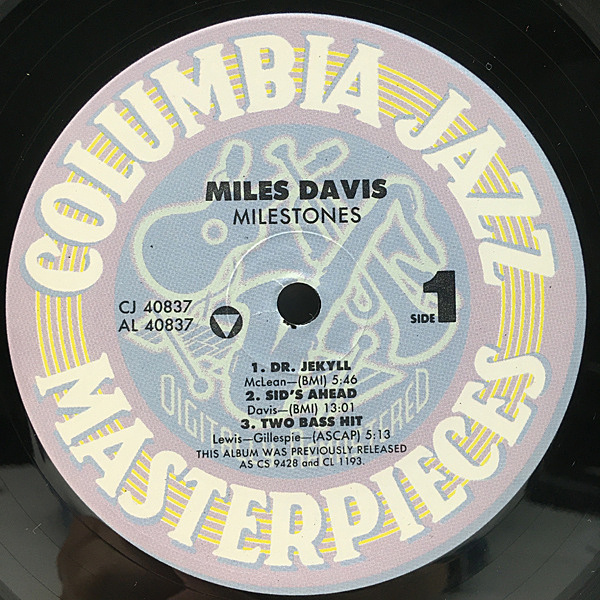 COLUMBIA JAZZ
MILES DAVIS
MILESTONES
CJ 40837
AL 40837
SIDE 1
1. DR. JEKYLL
McLean—(BMI) 5:46
2. SID'S AHEAD
Davis—(BMI) 13:01
3. TWO BASS HIT
Lewis—Gillespie—(ASCAP) 5:13
THIS ALBUM WAS PREVIOUSLY RELEASED
AS CS 9428 and CL 1193.
MASTERPIECES